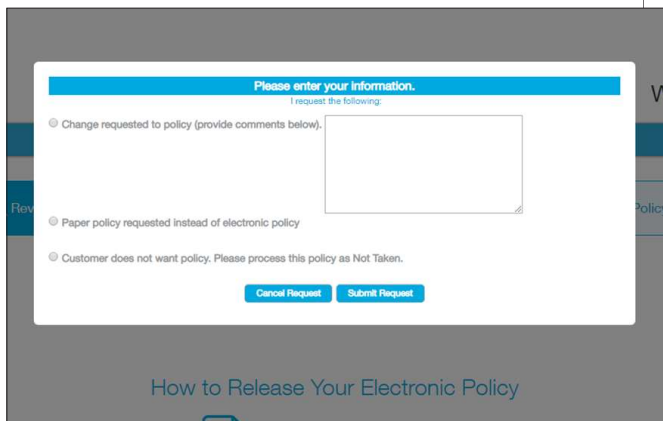 Please enter your information.
I request the following:
Change requested to policy (provide comments below).
Paper policy requested instead of electronic policy
Customer does not want policy. Please process this policy as Not Taken.
Cancel Request Submit Request
How to Release Your Electronic Policy